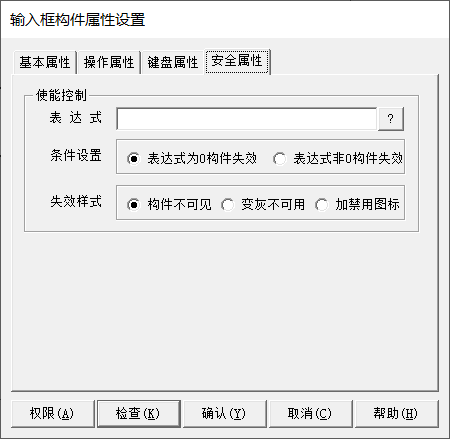 输入框构件属性设置
基本属性 操作属性 键盘属性 安全属性
使能控制
表 达 式 ?
条件设置 表达式为0构件失效 表达式非0构件失效
失效样式 构件不可见 变灰不可用 加禁用图标
权限(A) 检查(K) 确认(Y) 取消(C) 帮助(H)